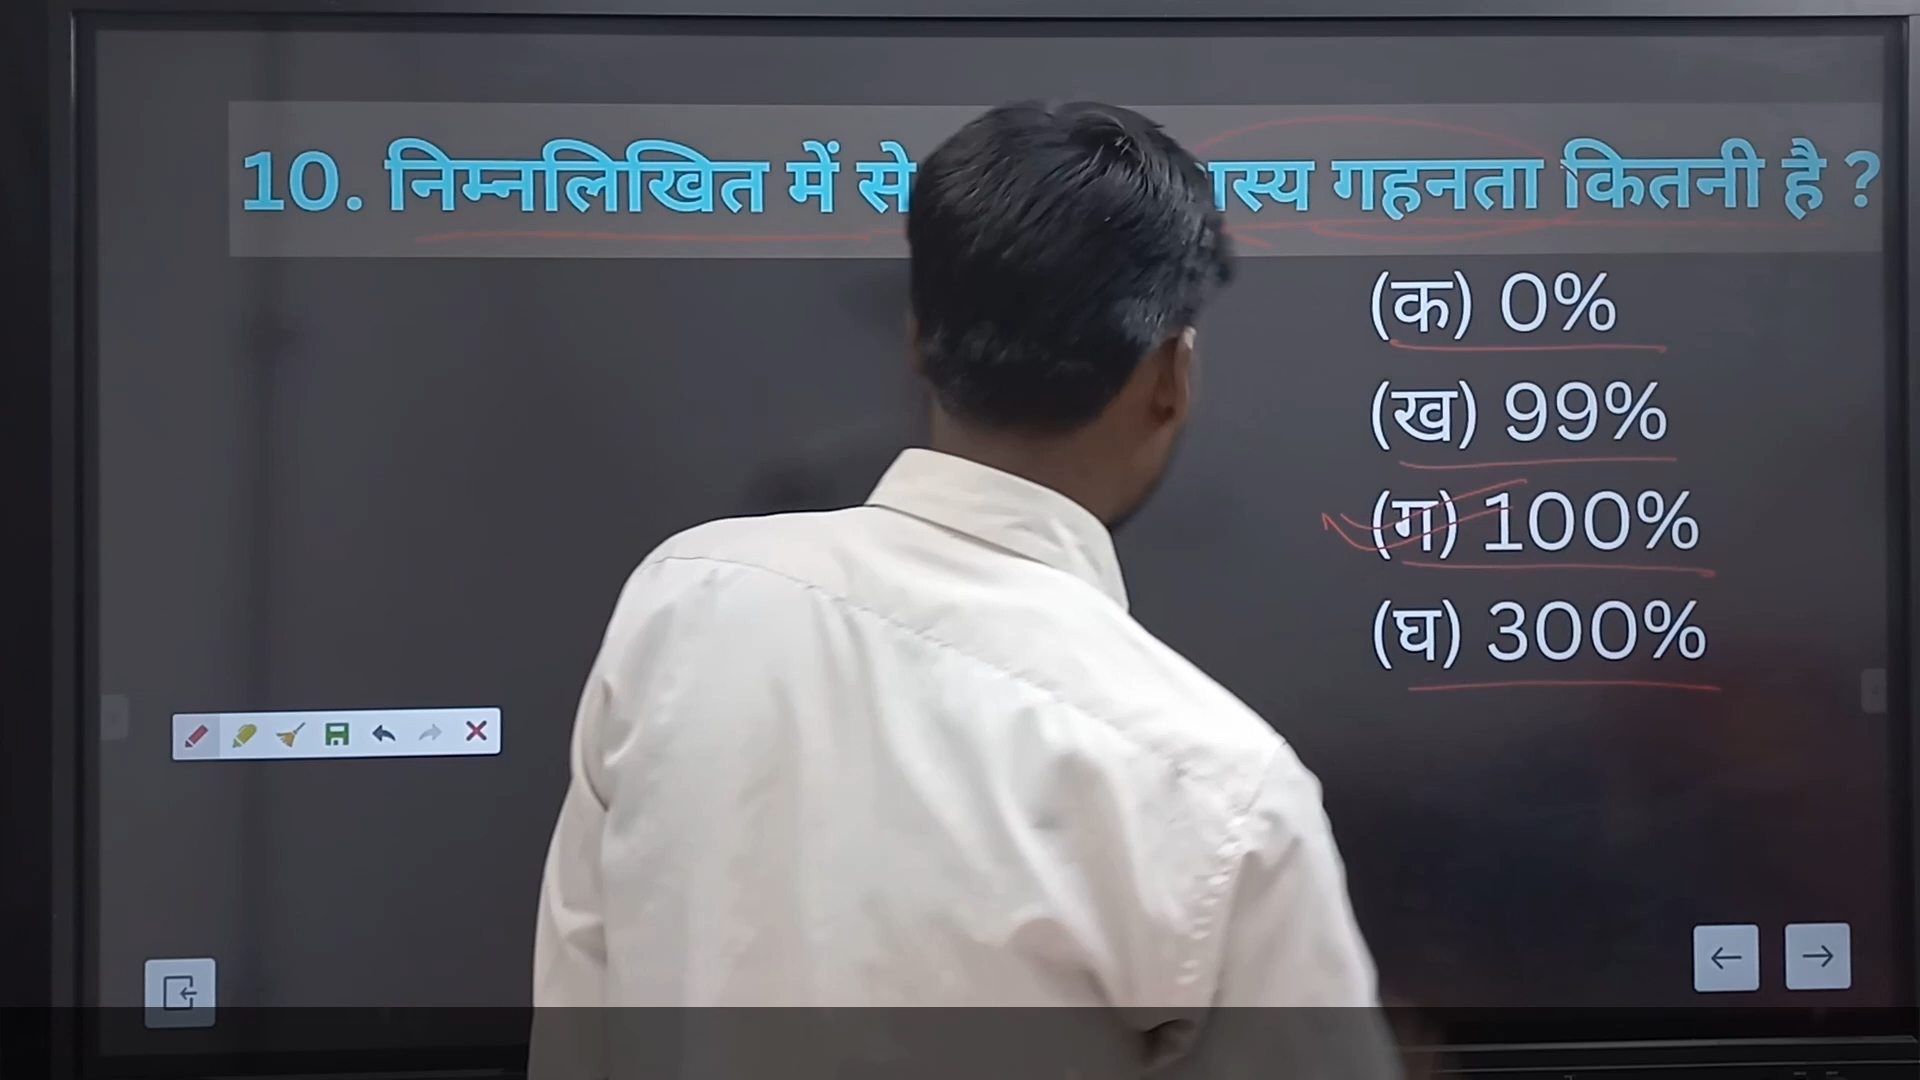 10. निम्नलिखित में से गहनता कितनी है ?
(क) 0%
(ख) 99%
(ग) 100%
(घ) 300%